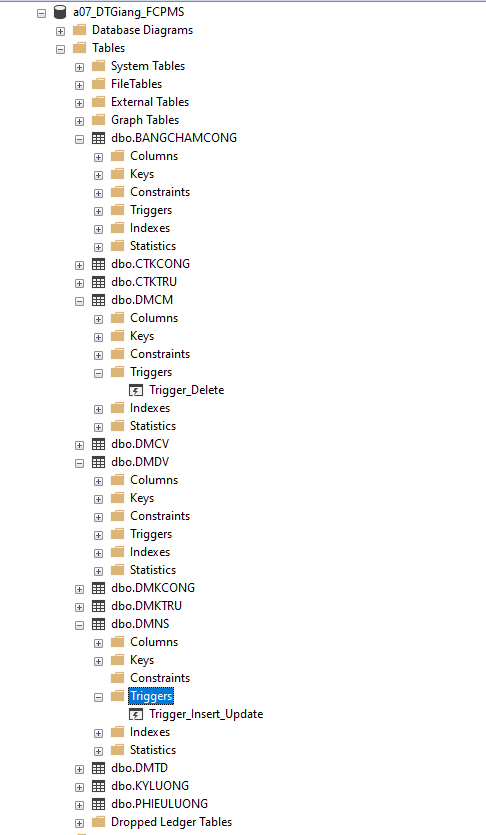 a07_DTGiang_FCPMS
Database Diagrams
Tables
System Tables
FileTables
External Tables
Graph Tables
dbo.BANGCHAMCONG
Columns
Keys
Constraints
Triggers
Indexes
Statistics
dbo.CTKCONG
dbo.CTKTRU
dbo.DMCM
Columns
Keys
Constraints
Triggers
Trigger_Delete
Indexes
Statistics
dbo.DMCV
dbo.DMDV
Columns
Keys
Constraints
Triggers
Indexes
Statistics
dbo.DMKCONG
dbo.DMKTRU
dbo.DMNS
Columns
Keys
Constraints
Triggers
Trigger_Insert_Update
Indexes
Statistics
dbo.DMTD
dbo.KYLUONG
dbo.PHIEULUONG
Dropped Ledger Tables